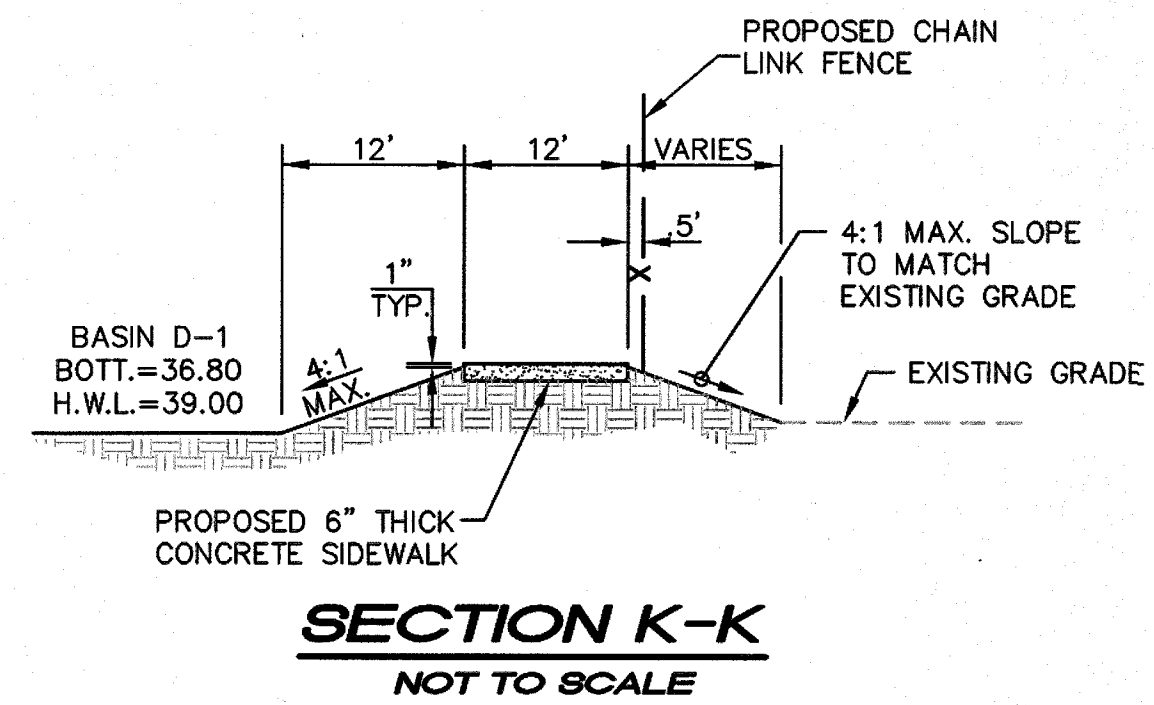 PROPOSED CHAIN
LINK FENCE
12'
12'
VARIES
.5'
4:1 MAX. SLOPE
TO MATCH
EXISTING GRADE
1"
TYP.
X
BASIN D-1
BOTT.=36.80
H.W.L.=39.00
4:1
MAX.
EXISTING GRADE
PROPOSED 6" THICK
CONCRETE SIDEWALK
SECTION K-K
NOT TO SCALE